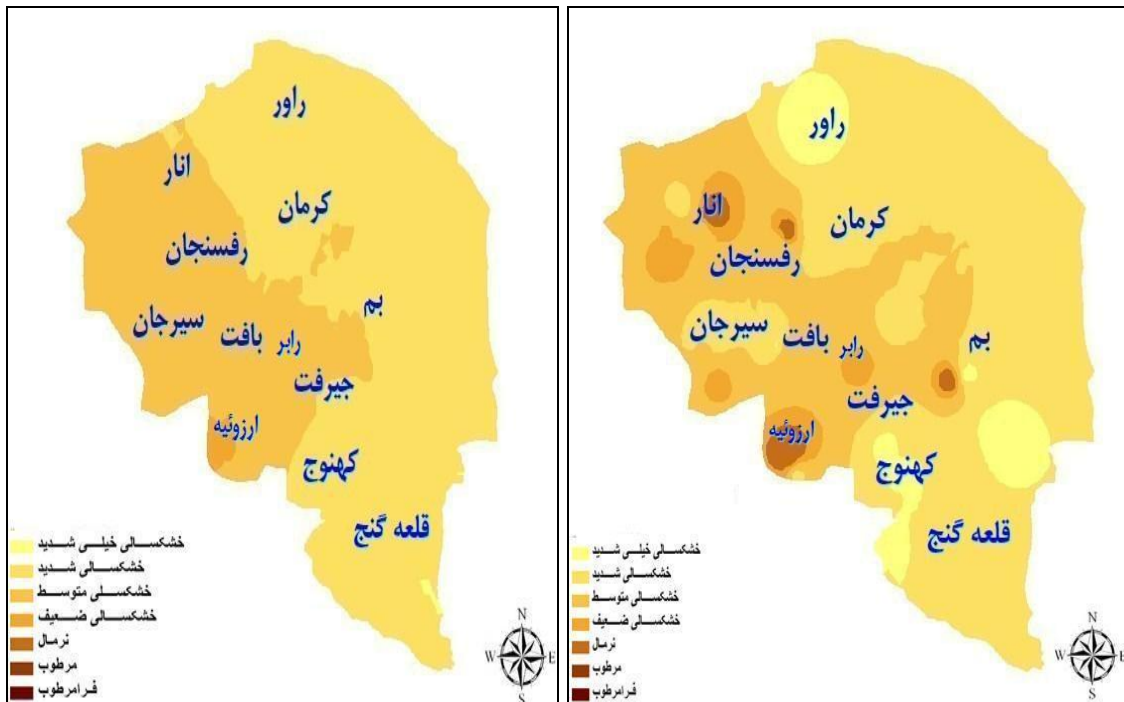 راور
انار
کرمان
رفسنجان
بم
سیرجان
بافت
رابر
جیرفت
ارزوئیه
کهنوج
قلعه گنج
خشکسالی خیلی شدید
خشکسالی شدید
خشکسلی متوسط
خشکسالی ضعیف
نرمال
مرطوب
فرامرطوب
N
W
E
S
راور
انار
کرمان
رفسنجان
سیرجان
بافت
رابر
بم
جیرفت
ارزوئیه
کهنوج
قلعه گنج
خشکسالی خیلی شدید
خشکسالی شدید
خشکسالی متوسط
خشکسالی ضعیف
نرمال
مرطوب
فرامرطوب
N
W
E
S